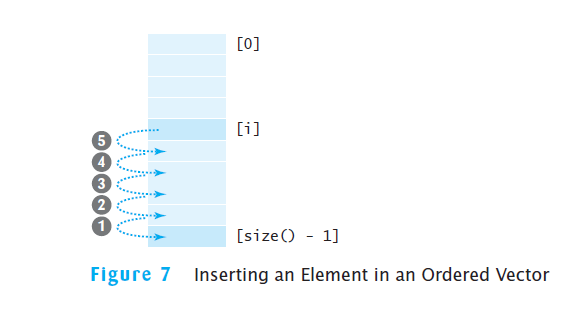 [0]
[i]
5
4
3
2
1
[size() - 1]
Figure 7 Inserting an Element in an Ordered Vector